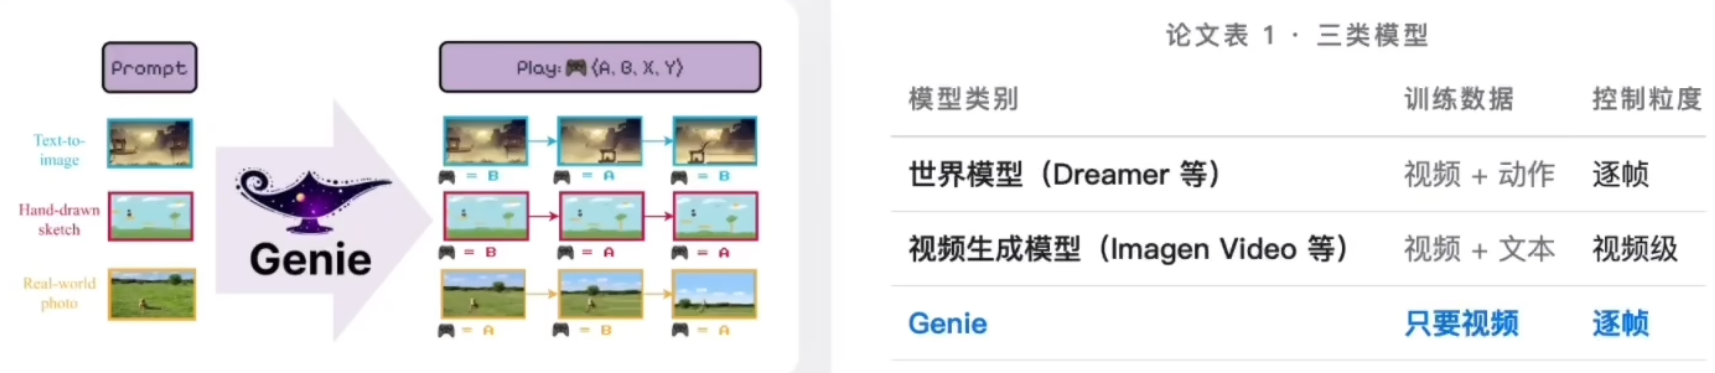 Prompt
Play: 🎮 {A, B, X, Y}
Text-to-
image
🎮 = B
🎮 = A
🎮 = B
Hand-drawn
sketch
🎮 = B
🎮 = A
🎮 = A
Real-world
photo
🎮 = A
🎮 = B
🎮 = A
Genie
论文表 1 · 三类模型
模型类别 训练数据 控制粒度
世界模型（Dreamer 等） 视频 + 动作 逐帧
视频生成模型（Imagen Video 等） 视频 + 文本 视频级
Genie 只要视频 逐帧